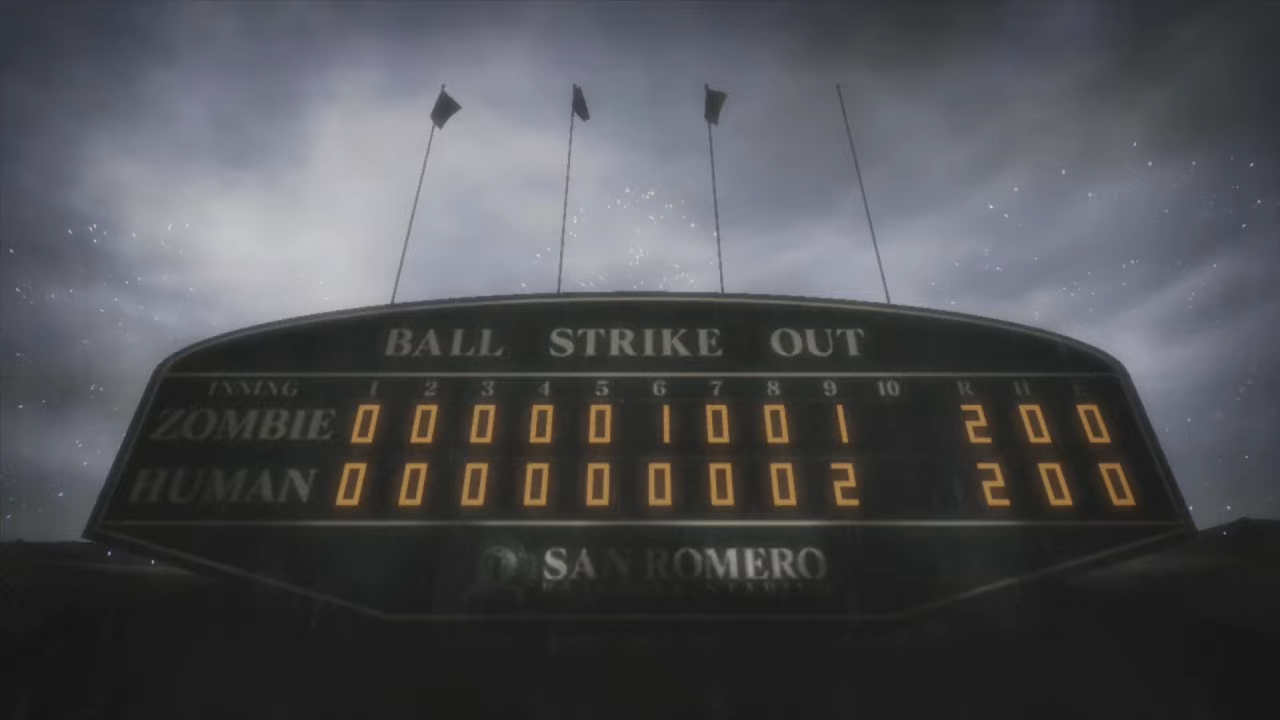 BALL STRIKE OUT
INNING 1 2 3 4 5 6 7 8 9 10 R H E
ZOMBIE 0 0 0 0 0 1 0 0 1 2 0 0
HUMAN 0 0 0 0 0 0 0 0 2 2 0 0
SAN ROMERO